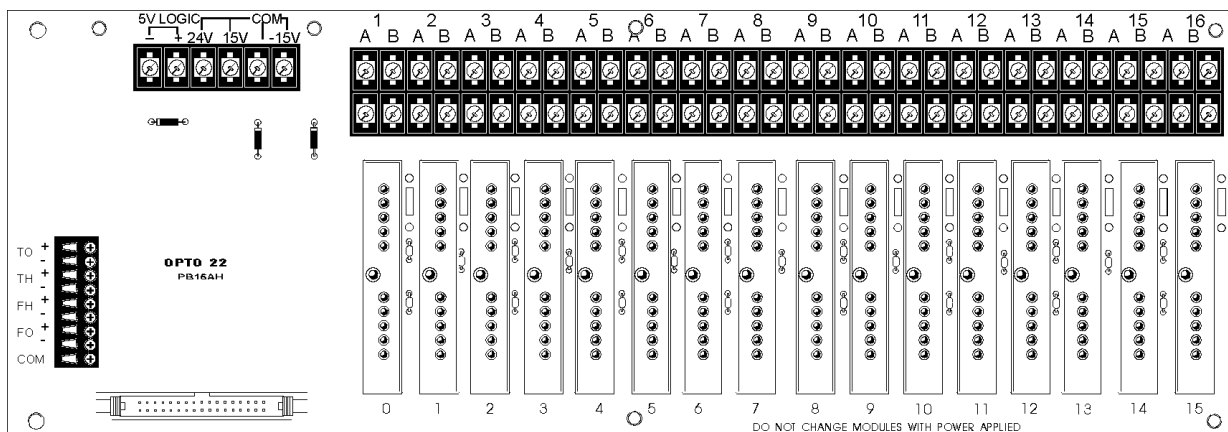 5V LOGIC COM
- + 24V 15V -15V
1 2 3 4 5 6 7 8 9 10 11 12 13 14 15 16
A B A B A B A B A B A B A B A B A B A B A B A B A B A B A B A B
TO + -
TH + -
FH + -
FO + -
COM
OPTO 22
PB16AH
0 1 2 3 4 5 6 7 8 9 10 11 12 13 14 15
DO NOT CHANGE MODULES WITH POWER APPLIED